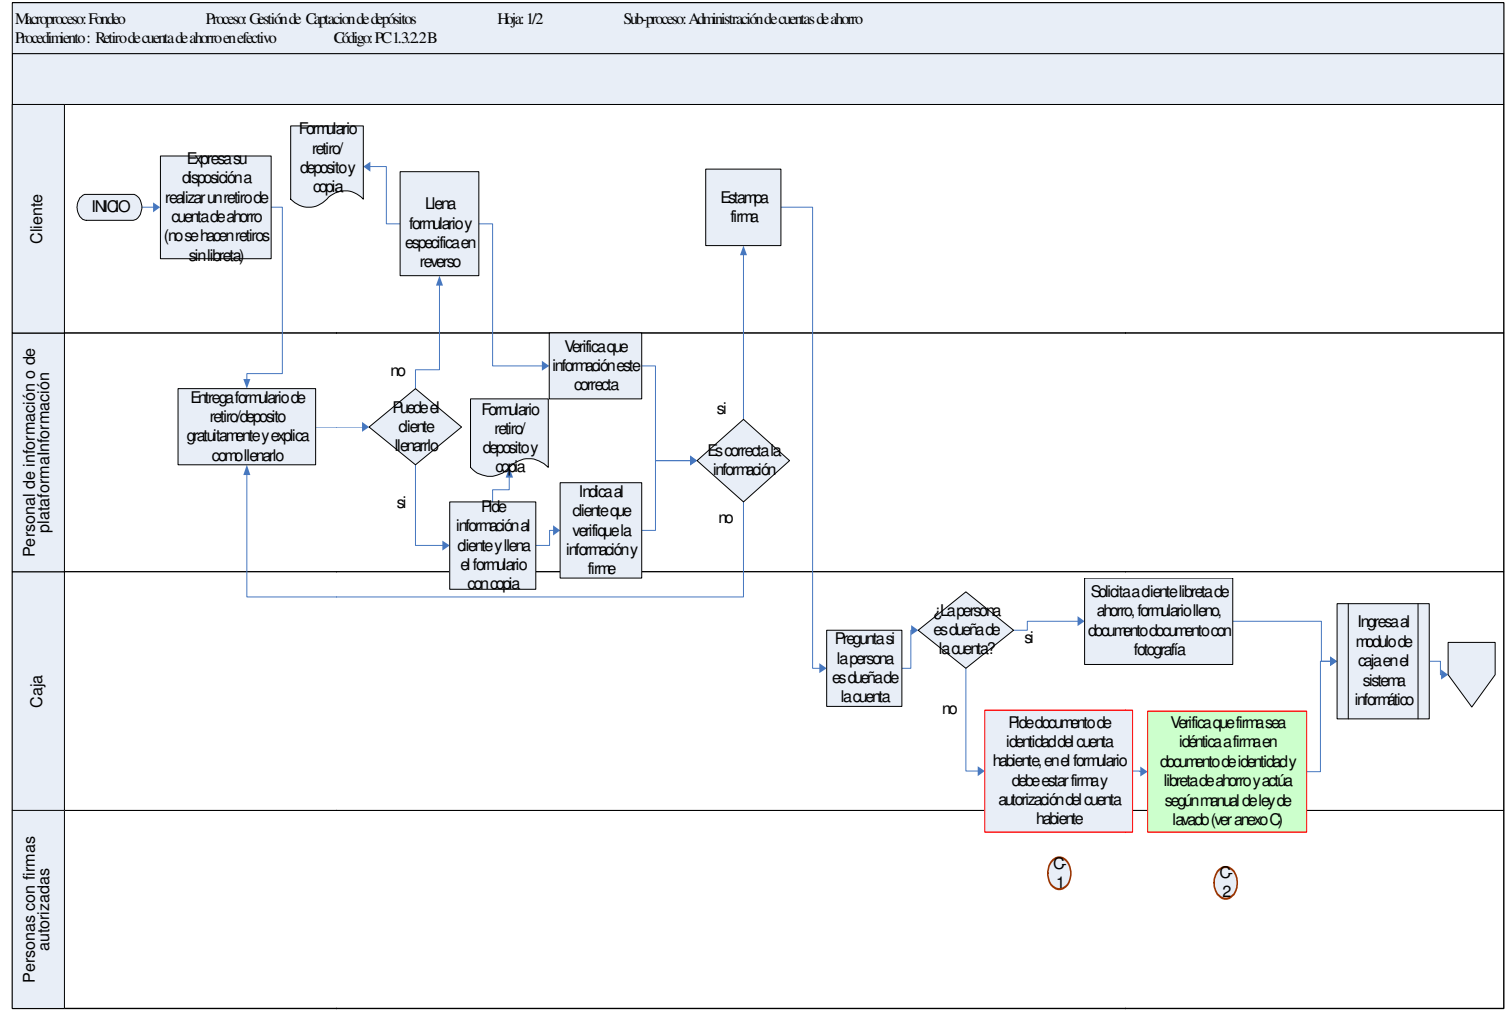 Macroproceso: Fondeo Proceso: Gestión de Captacion de depósitos Hoja: 1/2 Sub-proceso: Administración de cuentas de ahorro
Procedimiento: Retiro de cuenta de ahorro en efectivo Código: PC 1.3.2.2 B
Cliente
INICIO
Expresa su
disposición a
realizar un retiro de
cuenta de ahorro
(no se hacen retiros
sin libreta)
Formulario
retiro/
deposito y
copia
Llena
formulario y
especifica en
reverso
Estampa
firma
Personal de información o de
plataformaInformación
Entrega formulario de
retiro/deposito
gratuitamente y explica
como llenarlo
no
Puede el
cliente
llenarrlo
si
Formulario
retiro/
deposito y
copia
Pide
información al
cliente y llena
el formulario
con copia
Verifica que
información este
correcta
Indica al
cliente que
verifique la
información y
firme
si
Es correcta la
información
no
Caja
Pregunta si
la persona
es dueña de
la cuenta
¿La persona
es dueña de
la cuenta?
si
no
Solicita a cliente libreta de
ahorro, formulario lleno,
documento documento con
fotografía
Ingresa al
modulo de
caja en el
sistema
informático
Pide documento de
identidad del cuenta
habiente, en el formulario
debe estar firma y
autorización del cuenta
habiente
Verifica que firma sea
idéntica a firma en
documento de identidad y
libreta de ahorro y actúa
según manual de ley de
lavado (ver anexo C)
Personas con firmas
autorizadas
C-
1
C-
2